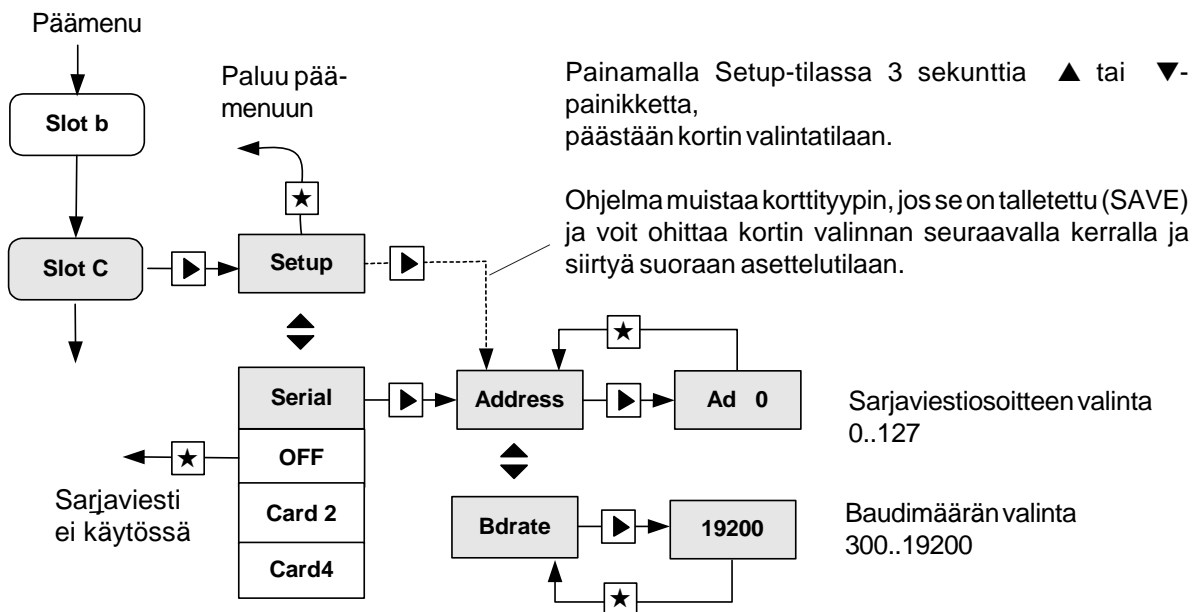 Päämenu
Paluu pää-
menuun
Painamalla Setup-tilassa 3 sekunttia ▲ tai ▼-
painikketta,
päästään kortin valintatilaan.
Slot b
Ohjelma muistaa korttityypin, jos se on talletettu (SAVE)
ja voit ohittaa kortin valinnan seuraavalla kerralla ja
siirtyä suoraan asettelutilaan.
Slot C
Setup
Serial
Address
Ad 0
Sarjaviestiosoitteen valinta
0..127
OFF
Sarjaviesti
ei käytössä
Card 2
Card4
Bdrate
19200
Baudimäärän valinta
300..19200